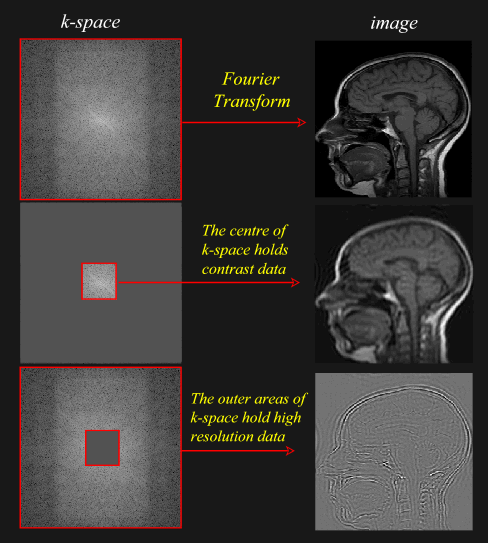 k-space
image
Fourier
Transform
The centre of
k-space holds
contrast data
The outer areas of
k-space hold high
resolution data